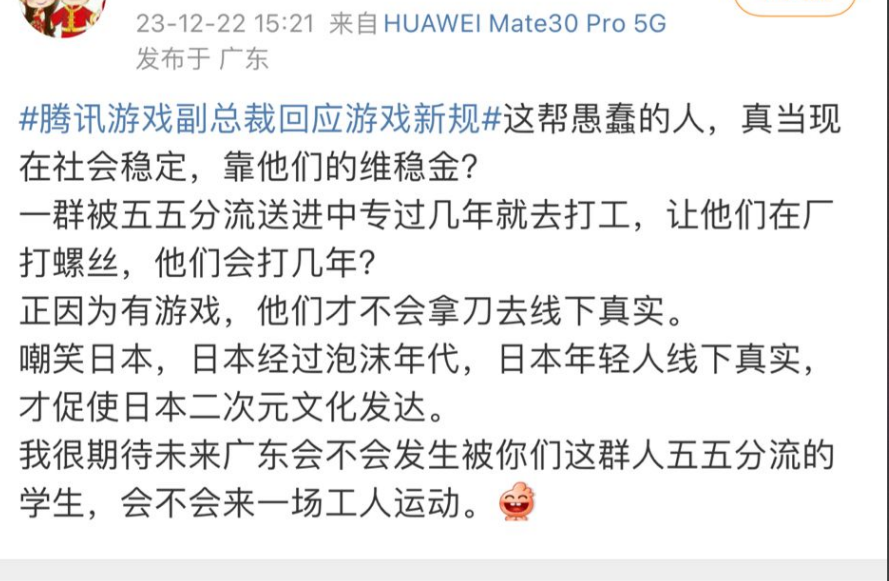 23-12-22 15:21 来自 HUAWEI Mate30 Pro 5G
发布于 广东
#腾讯游戏副总裁回应游戏新规#这帮愚蠢的人，真当现
在社会稳定，靠他们的维稳金？
一群被五五分流送进中专过几年就去打工，让他们在厂
打螺丝，他们会打几年？
正因为有游戏，他们才不会拿刀去线下真实。
嘲笑日本，日本经过泡沫年代，日本年轻人线下真实，
才促使日本二次元文化发达。
我很期待未来广东会不会发生被你们这群人五五分流的
学生，会不会来一场工人运动。